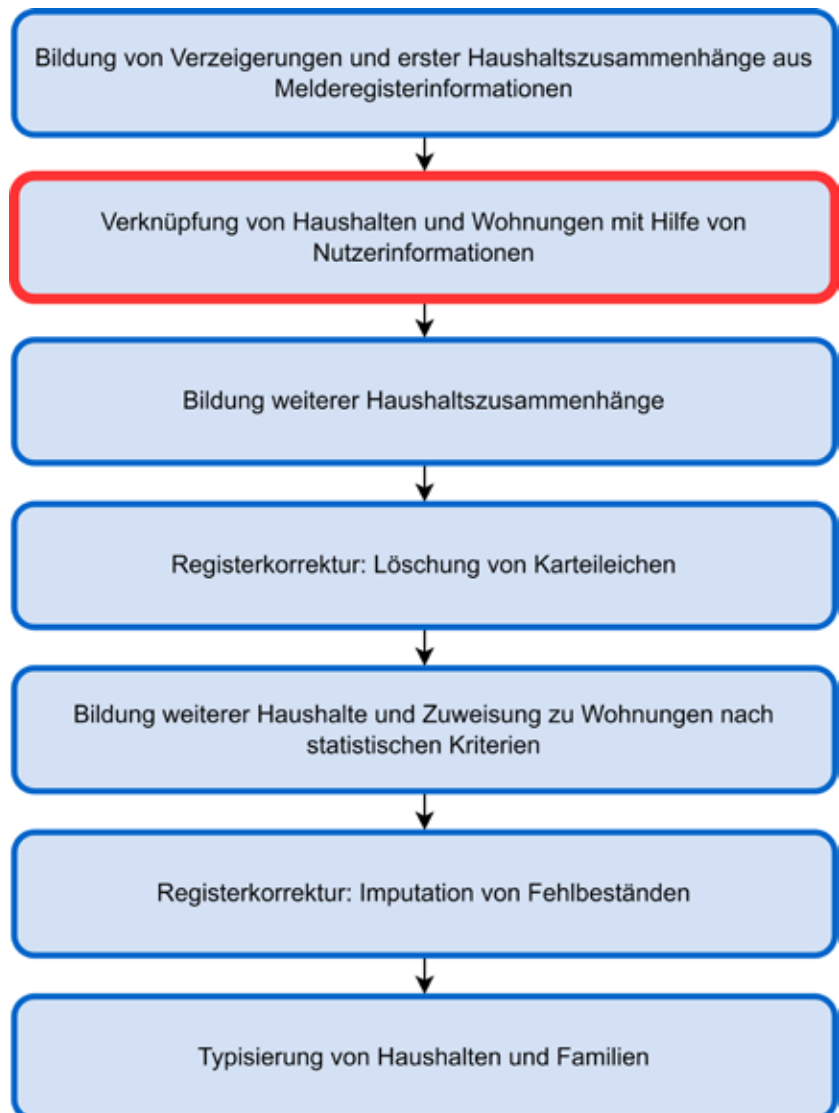 Bildung von Verzeigerungen und erster Haushaltszusammenhänge aus
Melderegisterinformationen
Verknüpfung von Haushalten und Wohnungen mit Hilfe von
Nutzerinformationen
Bildung weiterer Haushaltszusammenhänge
Registerkorrektur: Löschung von Karteileichen
Bildung weiterer Haushalte und Zuweisung zu Wohnungen nach
statistischen Kriterien
Registerkorrektur: Imputation von Fehlbeständen
Typisierung von Haushalten und Familien